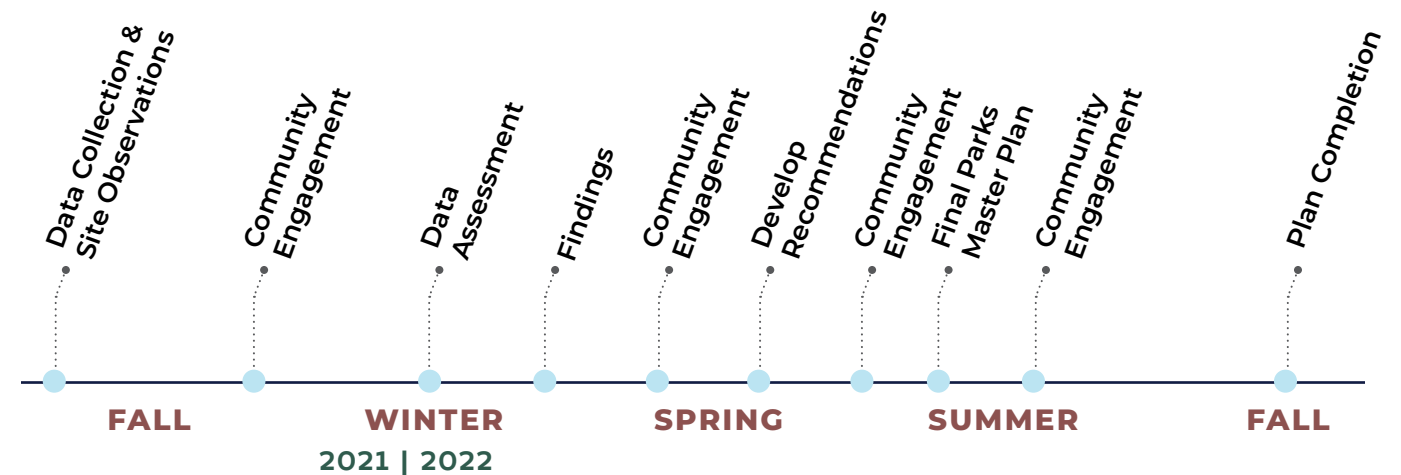 Data Collection &
Site Observations
Community
Engagement
Data
Assessment
Findings
Community
Engagement
Develop
Recommendations
Community
Engagement
Final Parks
Master Plan
Community
Engagement
Plan Completion
FALL
WINTER
SPRING
SUMMER
FALL
2021 | 2022